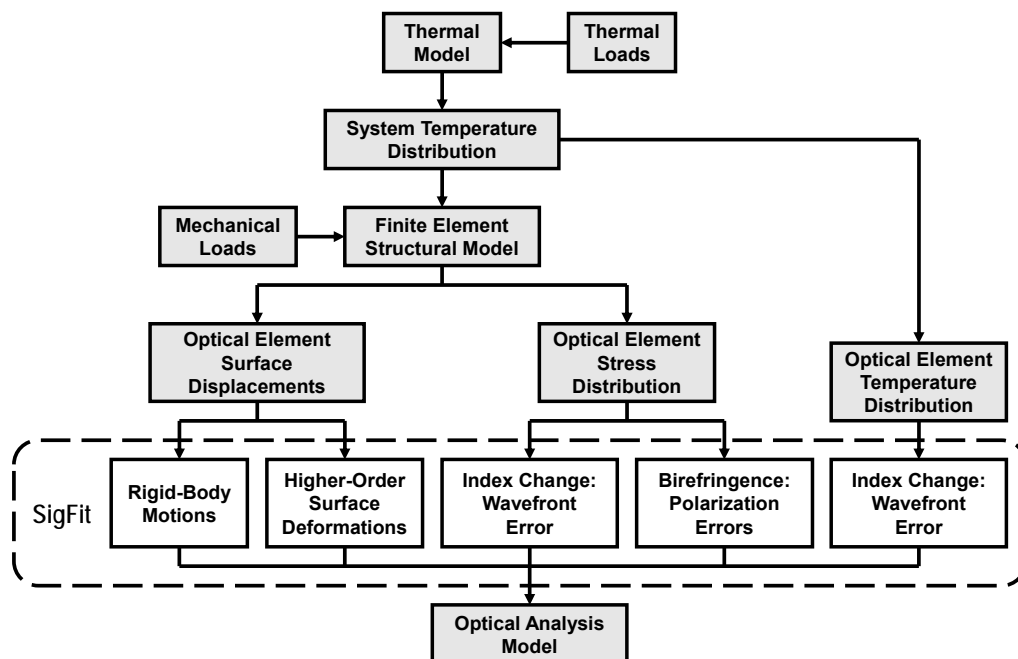 Thermal
Model
Thermal
Loads
System Temperature
Distribution
Mechanical
Loads
Finite Element
Structural Model
Optical Element
Surface
Displacements
Optical Element
Stress
Distribution
Optical Element
Temperature
Distribution
SigFit
Rigid-Body
Motions
Higher-Order
Surface
Deformations
Index Change:
Wavefront
Error
Birefringence:
Polarization
Errors
Index Change:
Wavefront
Error
Optical Analysis
Model